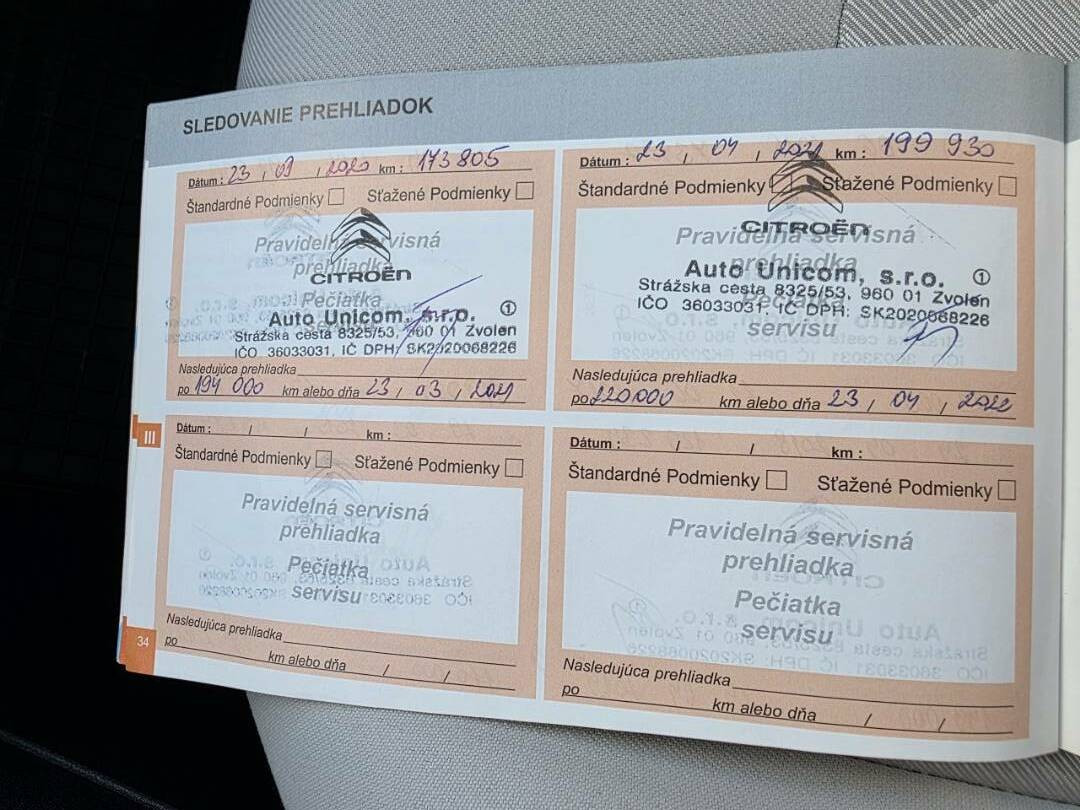 SLEDOVANIE PREHLIADOK
Dátum : 23 / 09 / 2020 km : 173 805
Štandardné Podmienky Sťažené Podmienky
Pravidelná servisná
prehliadka
CITROËN
Pečiatka
servisu
Auto Unicom, s.r.o. 1
Strážska cesta 8325/53, 960 01 Zvolen
IČO 36033031, IČ DPH: SK2020068226
Nasledujúca prehliadka
po 194 000 km alebo dňa 23 / 03 / 2021
Dátum : 23 / 04 / 2021 km : 199 930
Štandardné Podmienky Sťažené Podmienky
CITROËN
Pravidelná servisná
prehliadka
Auto Unicom, s.r.o. 1
Strážska cesta 8325/53, 960 01 Zvolen
Pečiatka
IČO 36033031, IČ DPH: SK2020068226
servisu
Nasledujúca prehliadka
po 220000 km alebo dňa 23 / 04 / 2022
III
Dátum : / / km :
Štandardné Podmienky Sťažené Podmienky
Pravidelná servisná
prehliadka
Pečiatka
servisu
Nasledujúca prehliadka
po km alebo dňa / /
Dátum : / / km :
Štandardné Podmienky Sťažené Podmienky
Pravidelná servisná
prehliadka
Pečiatka
servisu
Nasledujúca prehliadka
po km alebo dňa / /
34